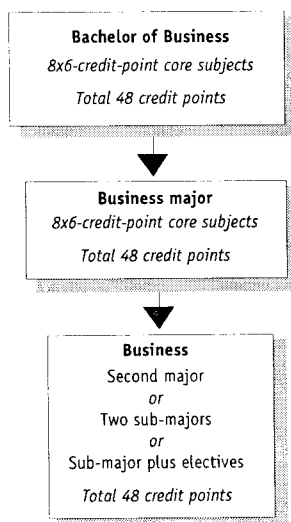 Bachelor of Business
8x6-credit-point core subjects
Total 48 credit points
Business major
8x6-credit-point core subjects
Total 48 credit points
Business
Second major
or
Two sub-majors
or
Sub-major plus electives
Total 48 credit points